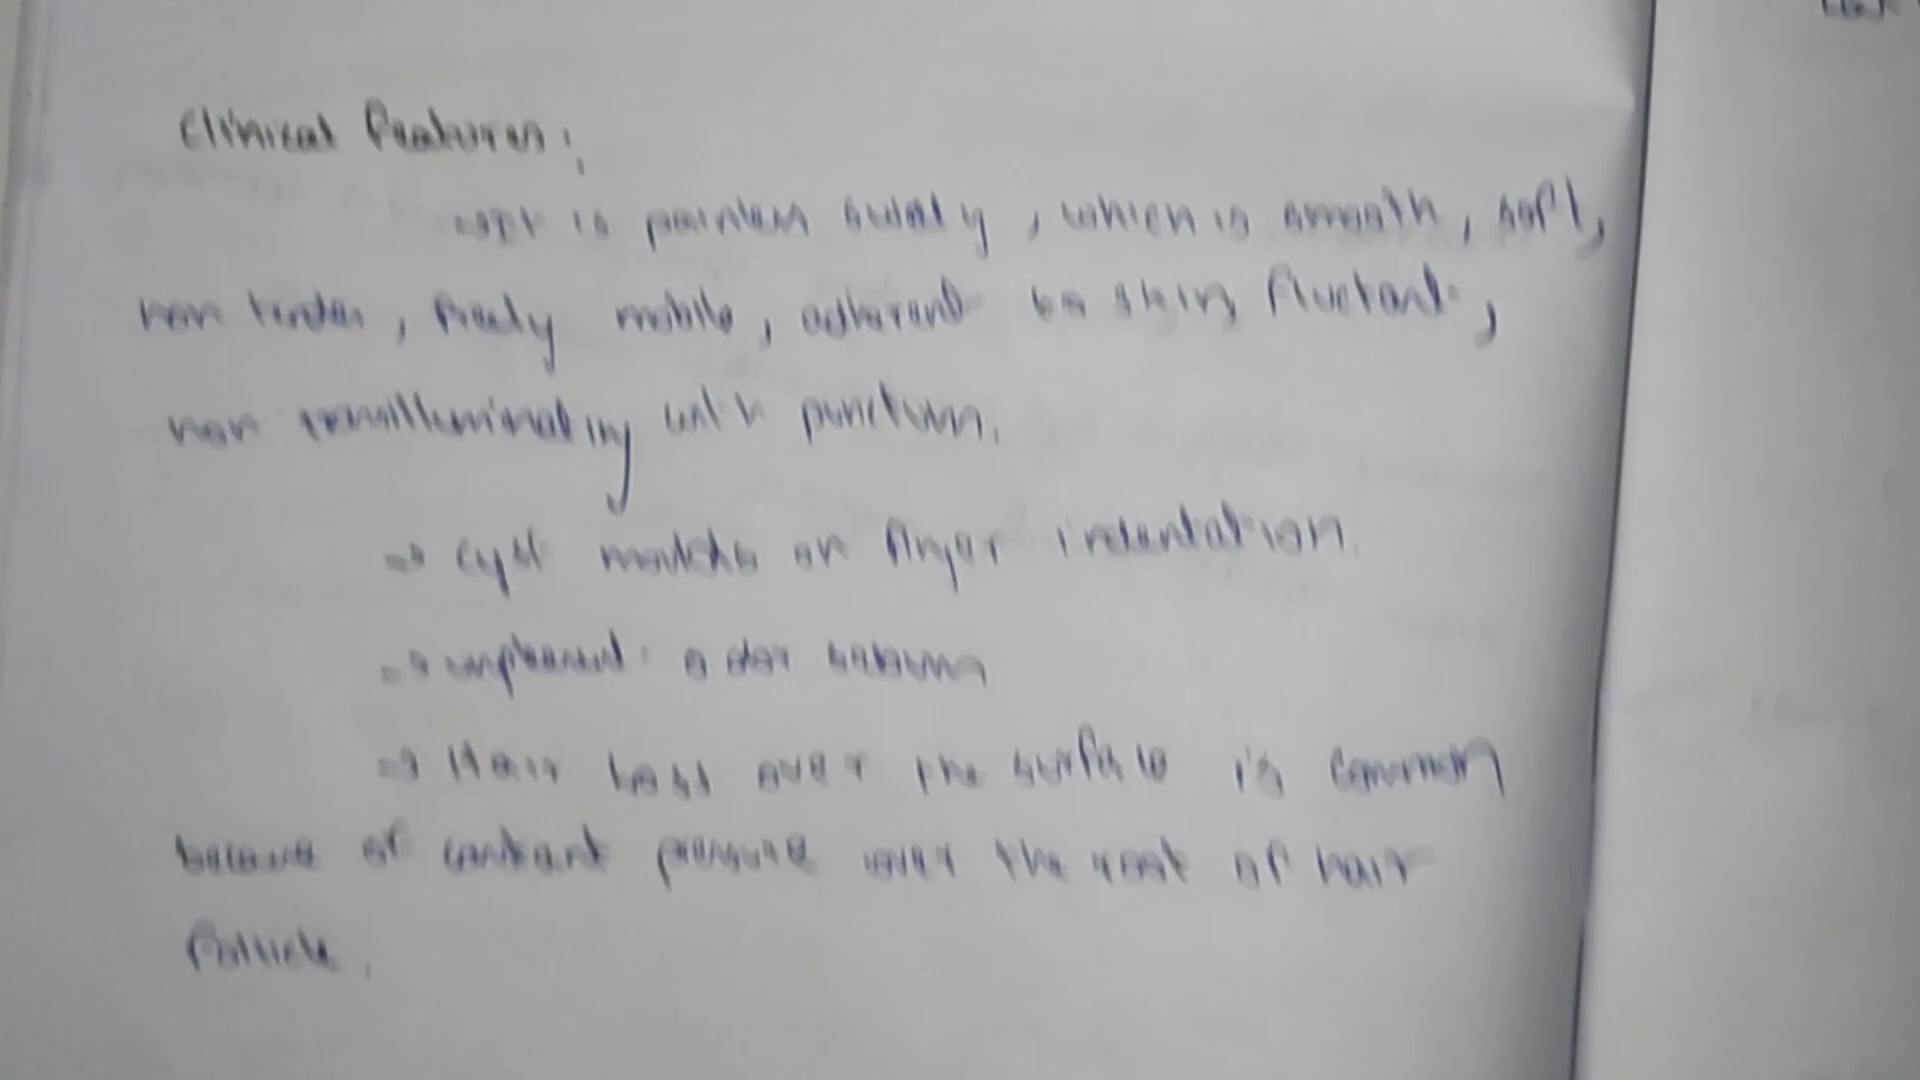 Clinical Features:
→ It is painless swelly, which is smooth, soft,
non tender, freely mobile, adherent to skin, fluctant,
non transilluminating with punctum.
→ Cyst moulds on finger indentation.
→ unpleasant odor sebum
→ Hair loss over the surface is common
because of constant pressure over the root of hair
follicle.